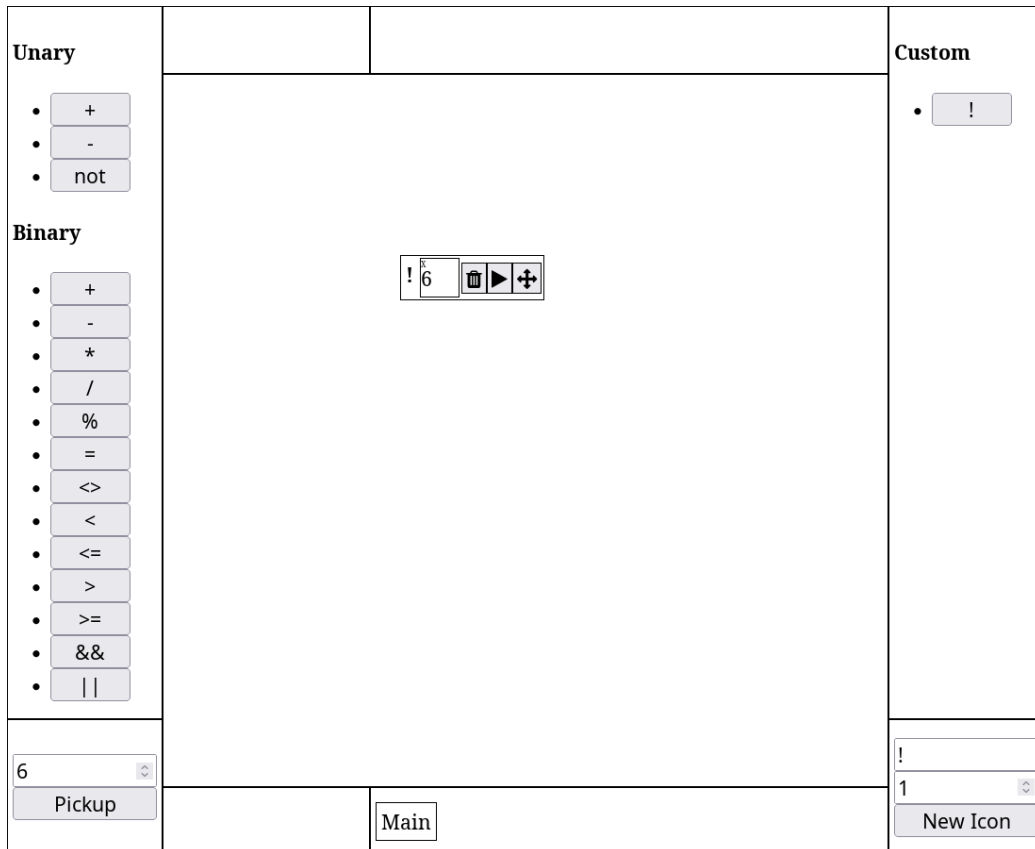 Unary
+
-
not
Binary
+
-
*
/
%
=
<>
<
<=
>
>=
&&
||
6
Pickup
! x 6
Main
Custom
!
!
1
New Icon